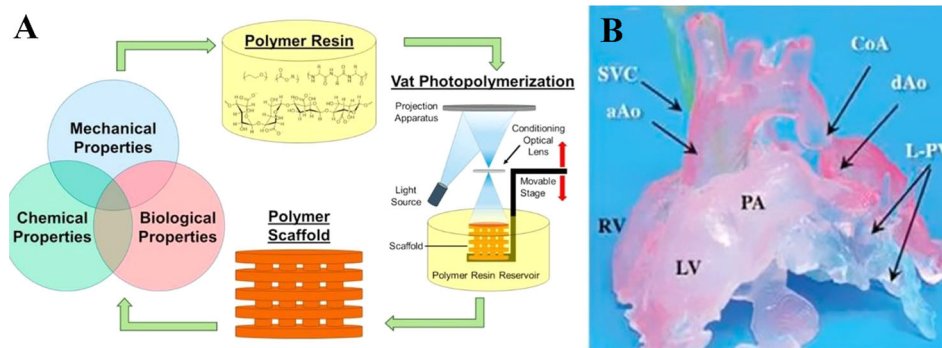 A
Polymer Resin
Vat Photopolymerization
Projection
Apparatus
Conditioning
Optical
Lens
Light
Source
Movable
Stage
Scaffold
Polymer Resin Reservoir
Mechanical
Properties
Chemical
Properties
Biological
Properties
Polymer
Scaffold
B
CoA
SVC
dAo
aAo
L-PV
PA
RV
LV